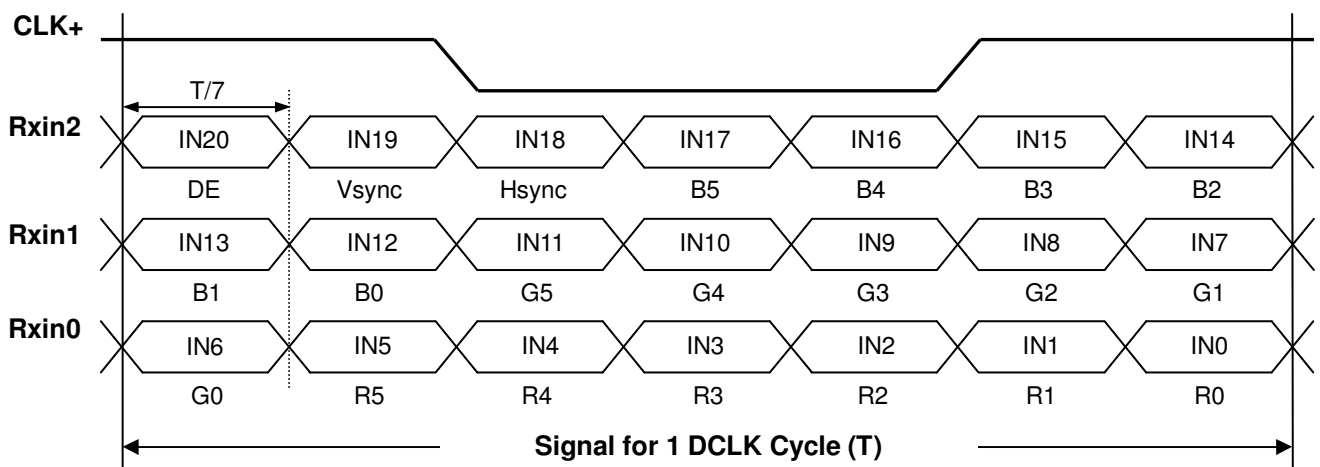 CLK+
T/7
Rxin2 IN20 IN19 IN18 IN17 IN16 IN15 IN14
DE Vsync Hsync B5 B4 B3 B2
Rxin1 IN13 IN12 IN11 IN10 IN9 IN8 IN7
B1 B0 G5 G4 G3 G2 G1
Rxin0 IN6 IN5 IN4 IN3 IN2 IN1 IN0
G0 R5 R4 R3 R2 R1 R0
Signal for 1 DCLK Cycle (T)